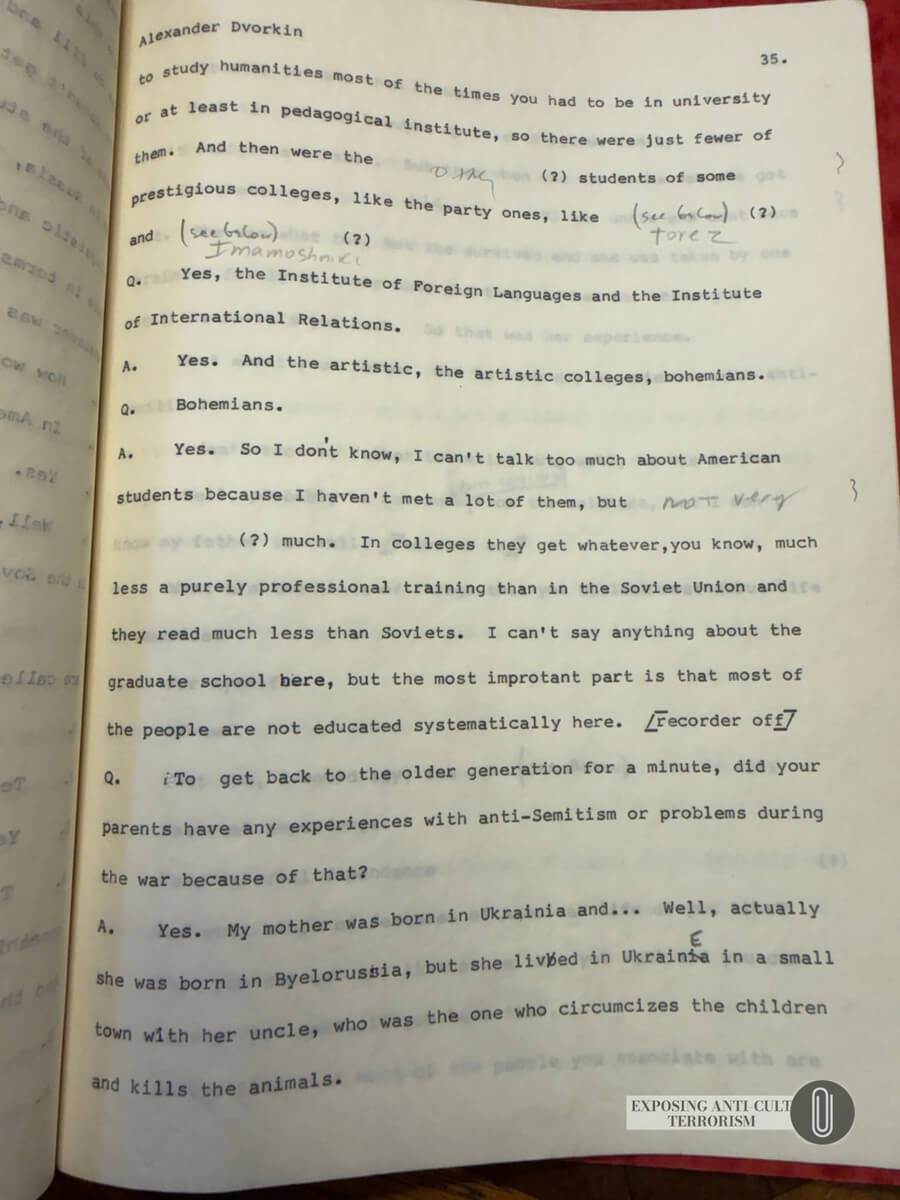 Alexander Dvorkin
35.
to study humanities most of the times you had to be in university
or at least in pedagogical institute, so there were just fewer of
them. And then were the (?) students of some
prestigious colleges, like the party ones, like (see below) (?)
torez
and (see below) (?)
Imamoshniki
Q. Yes, the Institute of Foreign Languages and the Institute
of International Relations.
A. Yes. And the artistic, the artistic colleges, bohemians.
Q. Bohemians.
A. Yes. So I don't know, I can't talk too much about American
students because I haven't met a lot of them, but not very
(?) much. In colleges they get whatever,you know, much
less a purely professional training than in the Soviet Union and
they read much less than Soviets. I can't say anything about the
graduate school here, but the most improtant part is that most of
the people are not educated systematically here. [recorder off]
Q. To get back to the older generation for a minute, did your
parents have any experiences with anti-Semitism or problems during
the war because of that?
A. Yes. My mother was born in Ukrainia and... Well, actually
she was born in Byelorussia, but she lived in UkrainE in a small
town with her uncle, who was the one who circumcizes the children
and kills the animals.
EXPOSING ANTI-CULT
TERRORISM